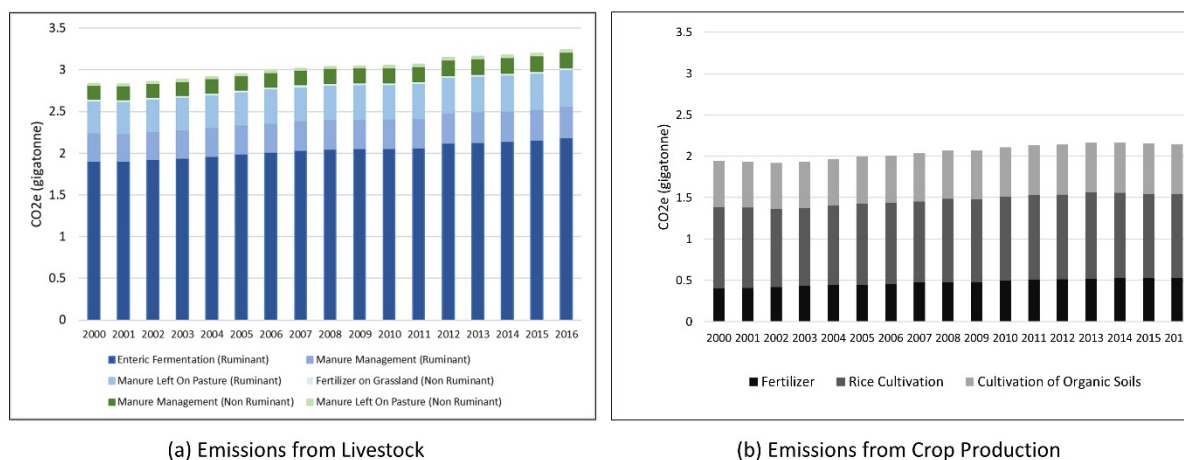 3.5
3
2.5
2
1.5
1
0.5
0
CO2e (gigatonne)
2000 2001 2002 2003 2004 2005 2006 2007 2008 2009 2010 2011 2012 2013 2014 2015 2016
Enteric Fermentation (Ruminant) Manure Management (Ruminant)
Manure Left On Pasture (Ruminant) Fertilizer on Grassland (Non Ruminant)
Manure Management (Non Ruminant) Manure Left On Pasture (Non Ruminant)
(a) Emissions from Livestock
3.5
3
2.5
2
1.5
1
0.5
0
CO2e (gigatonne)
2000 2001 2002 2003 2004 2005 2006 2007 2008 2009 2010 2011 2012 2013 2014 2015 201
Fertilizer Rice Cultivation Cultivation of Organic Soils
(b) Emissions from Crop Production